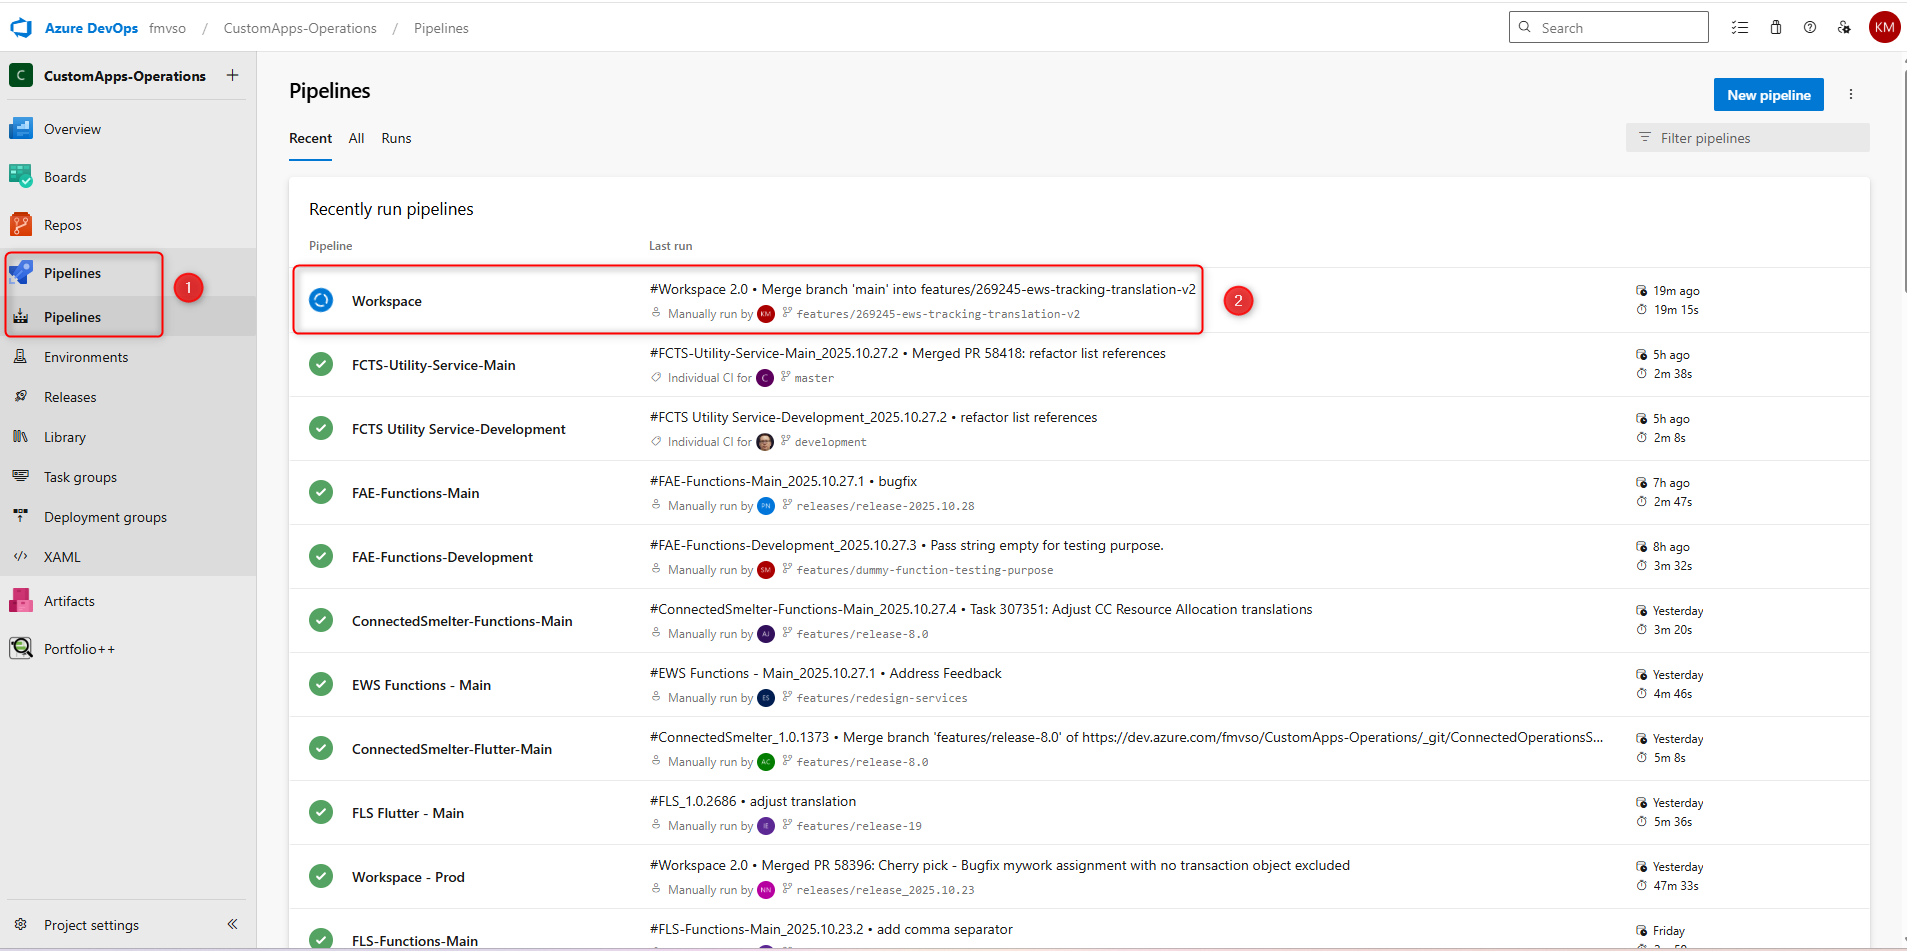 Azure DevOps fmvso / CustomApps-Operations / Pipelines
Search
KM
C CustomApps-Operations +
Overview
Boards
Repos
Pipelines
1
Pipelines
Environments
Releases
Library
Task groups
Deployment groups
XAML
Artifacts
Portfolio++
Project settings
Pipelines
New pipeline
Recent All Runs
Filter pipelines
Recently run pipelines
Pipeline Last run
Workspace
#Workspace 2.0 • Merge branch 'main' into features/269245-ews-tracking-translation-v2
Manually run by KM features/269245-ews-tracking-translation-v2
2
19m ago
19m 15s
FCTS-Utility-Service-Main
#FCTS-Utility-Service-Main_2025.10.27.2 • Merged PR 58418: refactor list references
Individual CI for C master
5h ago
2m 38s
FCTS Utility Service-Development
#FCTS Utility Service-Development_2025.10.27.2 • refactor list references
Individual CI for development
5h ago
2m 8s
FAE-Functions-Main
#FAE-Functions-Main_2025.10.27.1 • bugfix
Manually run by PN releases/release-2025.10.28
7h ago
2m 47s
FAE-Functions-Development
#FAE-Functions-Development_2025.10.27.3 • Pass string empty for testing purpose.
Manually run by SM features/dummy-function-testing-purpose
8h ago
3m 32s
ConnectedSmelter-Functions-Main
#ConnectedSmelter-Functions-Main_2025.10.27.4 • Task 307351: Adjust CC Resource Allocation translations
Manually run by AJ features/release-8.0
Yesterday
3m 20s
EWS Functions - Main
#EWS Functions - Main_2025.10.27.1 • Address Feedback
Manually run by ES features/redesign-services
Yesterday
4m 46s
ConnectedSmelter-Flutter-Main
#ConnectedSmelter_1.0.1373 • Merge branch 'features/release-8.0' of https://dev.azure.com/fmvso/CustomApps-Operations/_git/ConnectedOperationsS...
Manually run by AC features/release-8.0
Yesterday
5m 8s
FLS Flutter - Main
#FLS_1.0.2686 • adjust translation
Manually run by IE features/release-19
Yesterday
5m 36s
Workspace - Prod
#Workspace 2.0 • Merged PR 58396: Cherry pick - Bugfix mywork assignment with no transaction object excluded
Manually run by NN releases/release_2025.10.23
Yesterday
47m 33s
FLS-Functions-Main
#FLS-Functions-Main_2025.10.23.2 • add comma separator
Friday